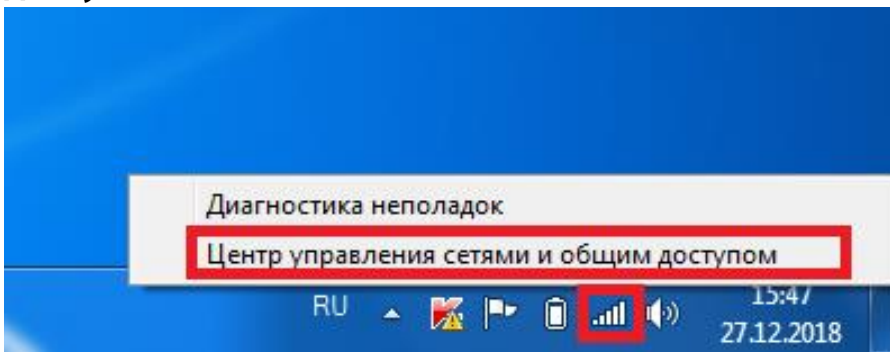 Диагностика неполадок
Центр управления сетями и общим доступом
RU
15:47
27.12.2018